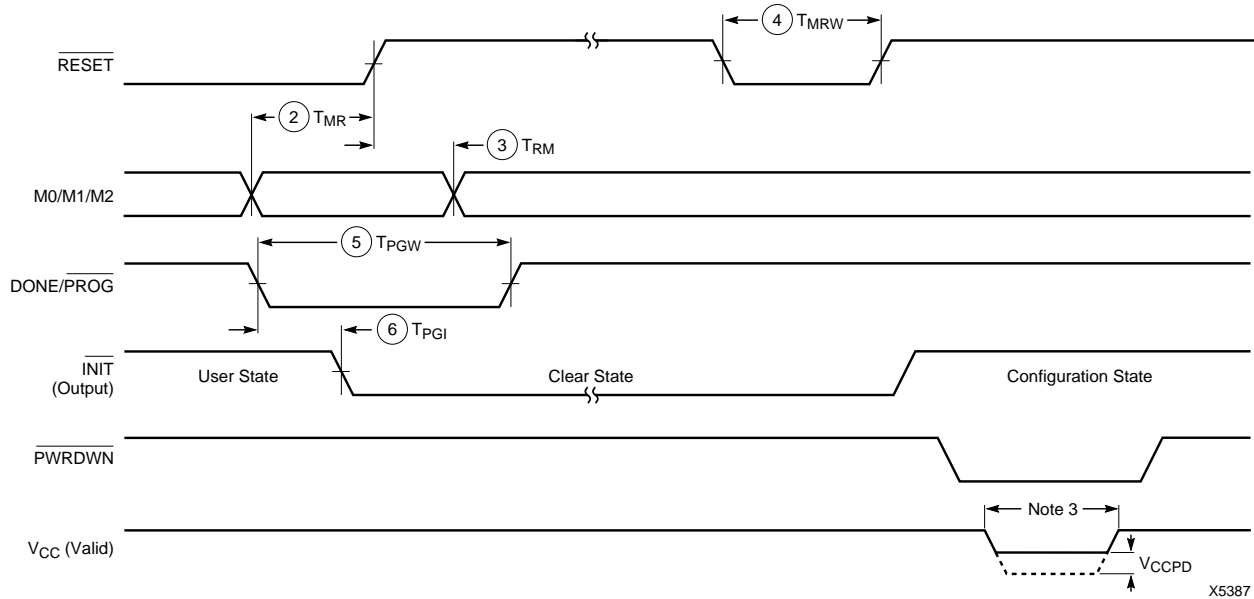 4 TMRW
RESET
2 TMR
3 TRM
M0/M1/M2
5 TPGW
DONE/PROG
6 TPGI
INIT
(Output)
User State
Clear State
Configuration State
PWRDWN
Note 3
VCC (Valid)
VCCPD
X5387